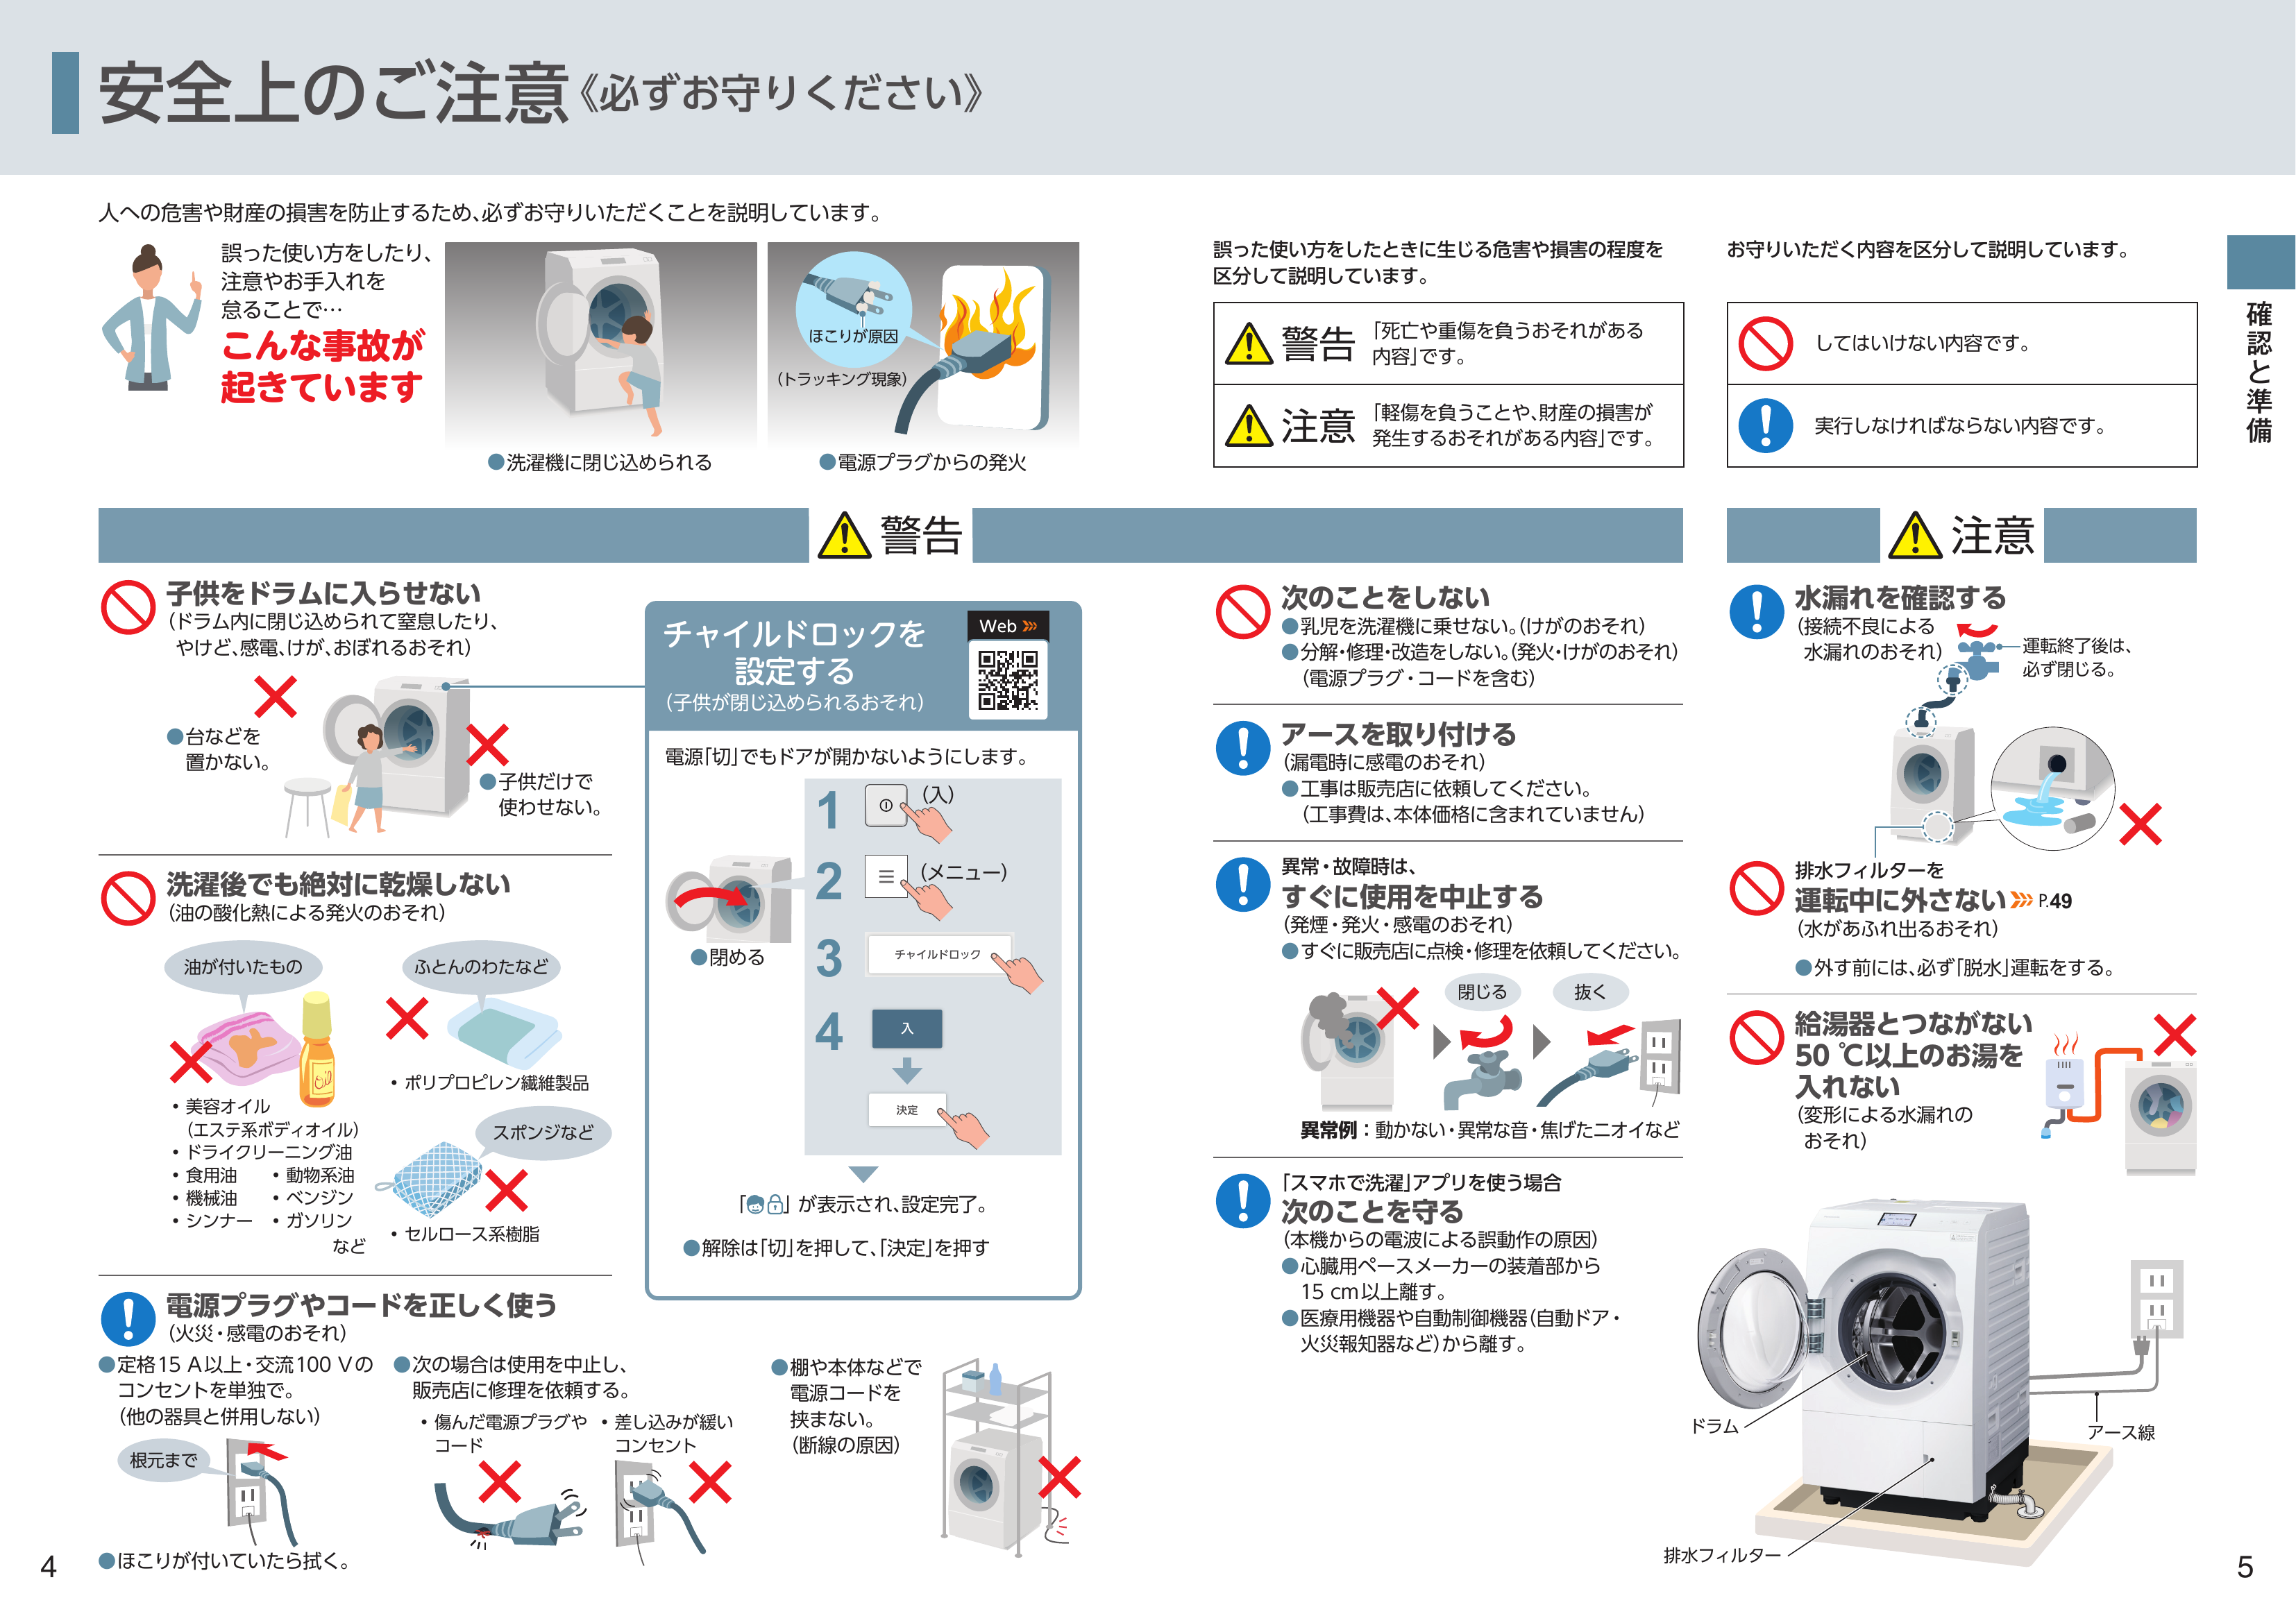 安全上のご注意《必ずお守りください》
人への危害や財産の損害を防止するため、必ずお守りいただくことを説明しています。
誤った使い方をしたり、
注意やお手入れを
怠ることで…
こんな事故が
起きています
●洗濯機に閉じ込められる
ほこりが原因
（トラッキング現象）
●電源プラグからの発火
誤った使い方をしたときに生じる危害や損害の程度を
区分して説明しています。
警告
「死亡や重傷を負うおそれがある
内容」です。
注意
「軽傷を負うことや、財産の損害が
発生するおそれがある内容」です。
お守りいただく内容を区分して説明しています。
してはいけない内容です。
実行しなければならない内容です。
確認と準備
警告
子供をドラムに入らせない
（ドラム内に閉じ込められて窒息したり、
やけど、感電、けが、おぼれるおそれ）
●台などを
置かない。
●子供だけで
使わせない。
洗濯後でも絶対に乾燥しない
（油の酸化熱による発火のおそれ）
油が付いたもの
Oil
・美容オイル
（エステ系ボディオイル）
・ドライクリーニング油
・食用油 ・動物系油
・機械油 ・ベンジン
・シンナー ・ガソリン
など
ふとんのわたなど
・ポリプロピレン繊維製品
スポンジなど
・セルロース系樹脂
チャイルドロックを
設定する
（子供が閉じ込められるおそれ）
Web
電源「切」でもドアが開かないようにします。
●閉める
1 （入）
2 （メニュー）
3 チャイルドロック
4 入
決定
「」が表示され、設定完了。
●解除は「切」を押して、「決定」を押す
電源プラグやコードを正しく使う
（火災・感電のおそれ）
●定格15 A以上・交流100 Vの
コンセントを単独で。
（他の器具と併用しない）
根元まで
●ほこりが付いていたら拭く。
●次の場合は使用を中止し、
販売店に修理を依頼する。
・傷んだ電源プラグや
コード
・差し込みが緩い
コンセント
●棚や本体などで
電源コードを
挟まない。
（断線の原因）
次のことをしない
●乳児を洗濯機に乗せない。（けがのおそれ）
●分解・修理・改造をしない。（発火・けがのおそれ）
（電源プラグ・コードを含む）
アースを取り付ける
（漏電時に感電のおそれ）
●工事は販売店に依頼してください。
（工事費は、本体価格に含まれていません）
異常・故障時は、
すぐに使用を中止する
（発煙・発火・感電のおそれ）
●すぐに販売店に点検・修理を依頼してください。
閉じる
抜く
異常例：動かない・異常な音・焦げたニオイなど
「スマホで洗濯」アプリを使う場合
次のことを守る
（本機からの電波による誤動作の原因）
●心臓用ペースメーカーの装着部から
15 cm以上離す。
●医療用機器や自動制御機器（自動ドア・
火災報知器など）から離す。
注意
水漏れを確認する
（接続不良による
水漏れのおそれ）
運転終了後は、
必ず閉じる。
排水フィルターを
運転中に外さない P.49
（水があふれ出るおそれ）
●外す前には、必ず「脱水」運転をする。
給湯器とつながない
50 ℃以上のお湯を
入れない
（変形による水漏れの
おそれ）
ドラム
アース線
排水フィルター
4
5